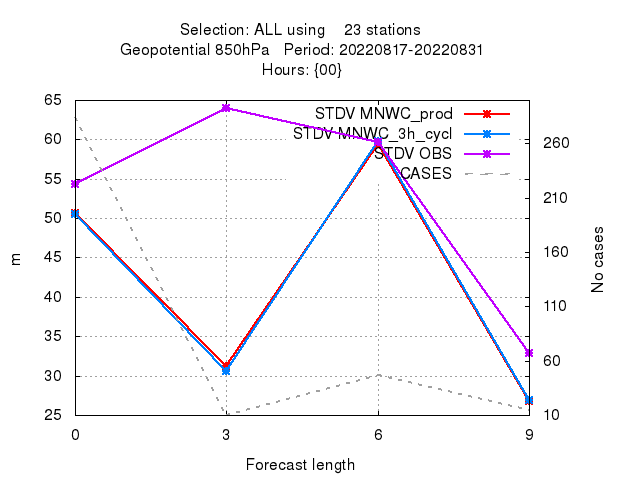 Selection: ALL using    23 stations
Geopotential 850hPa   Period: 20220817-20220831
Hours: {00}
65
60
55
50
45
40
35
30
25
m
STDV MNWC_prod
STDV MNWC_3h_cycl
STDV OBS
CASES
260
210
160
110
60
10
No cases
0
3
6
9
Forecast length